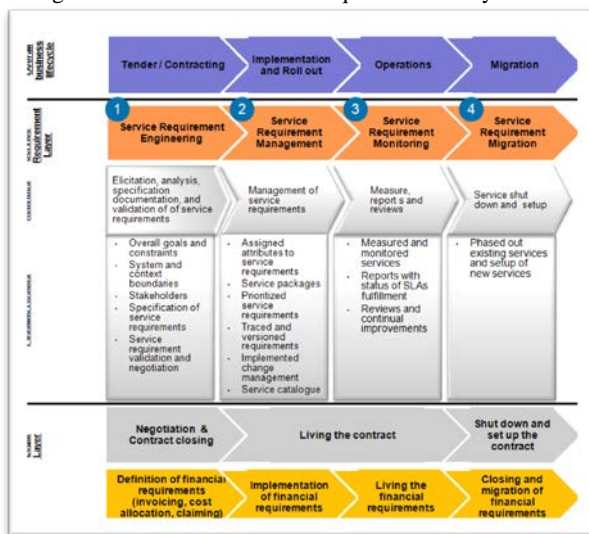 Overall
business
lifecycle
Tender / Contracting
Implementation
and Roll out
Operations
Migration
Requirement
Layer
1
Service Requirement
Engineering
2
Service
Requirement
Management
3
Service
Requirement
Monitoring
4
Service
Requirement
Migration
Elicitation, analysis,
specification
documentation, and
validation of of service
requirements
Management of
service
requirements
Measure,
report s and
reviews
Service shut
down and setup
• Overall goals and
constraints
• System and
context
boundaries
• Stakeholders
• Specification of
service
requirements
• Service
requirement
validation and
negotiation
• Assigned
attributes to
service
requirements
• Service packages
• Prioritized
service
requirements
• Traced and
versioned
requirements
• Implemented
change
management
• Service catalogue
• Measured and
monitored
services
• Reports with
status of SLAs
fulfillment
• Reviews and
continual
improvements
• Phased out
existing services
and setup of
new services
Layer
Negotiation &
Contract closing
Living the contract
Shut down and
set up the
contract
Definition of financial
requirements
(invoicing, cost
allocation, claiming)
Implementation
of financial
requirements
Living the
financial
requirements
Closing and
migration of
financial
requirements